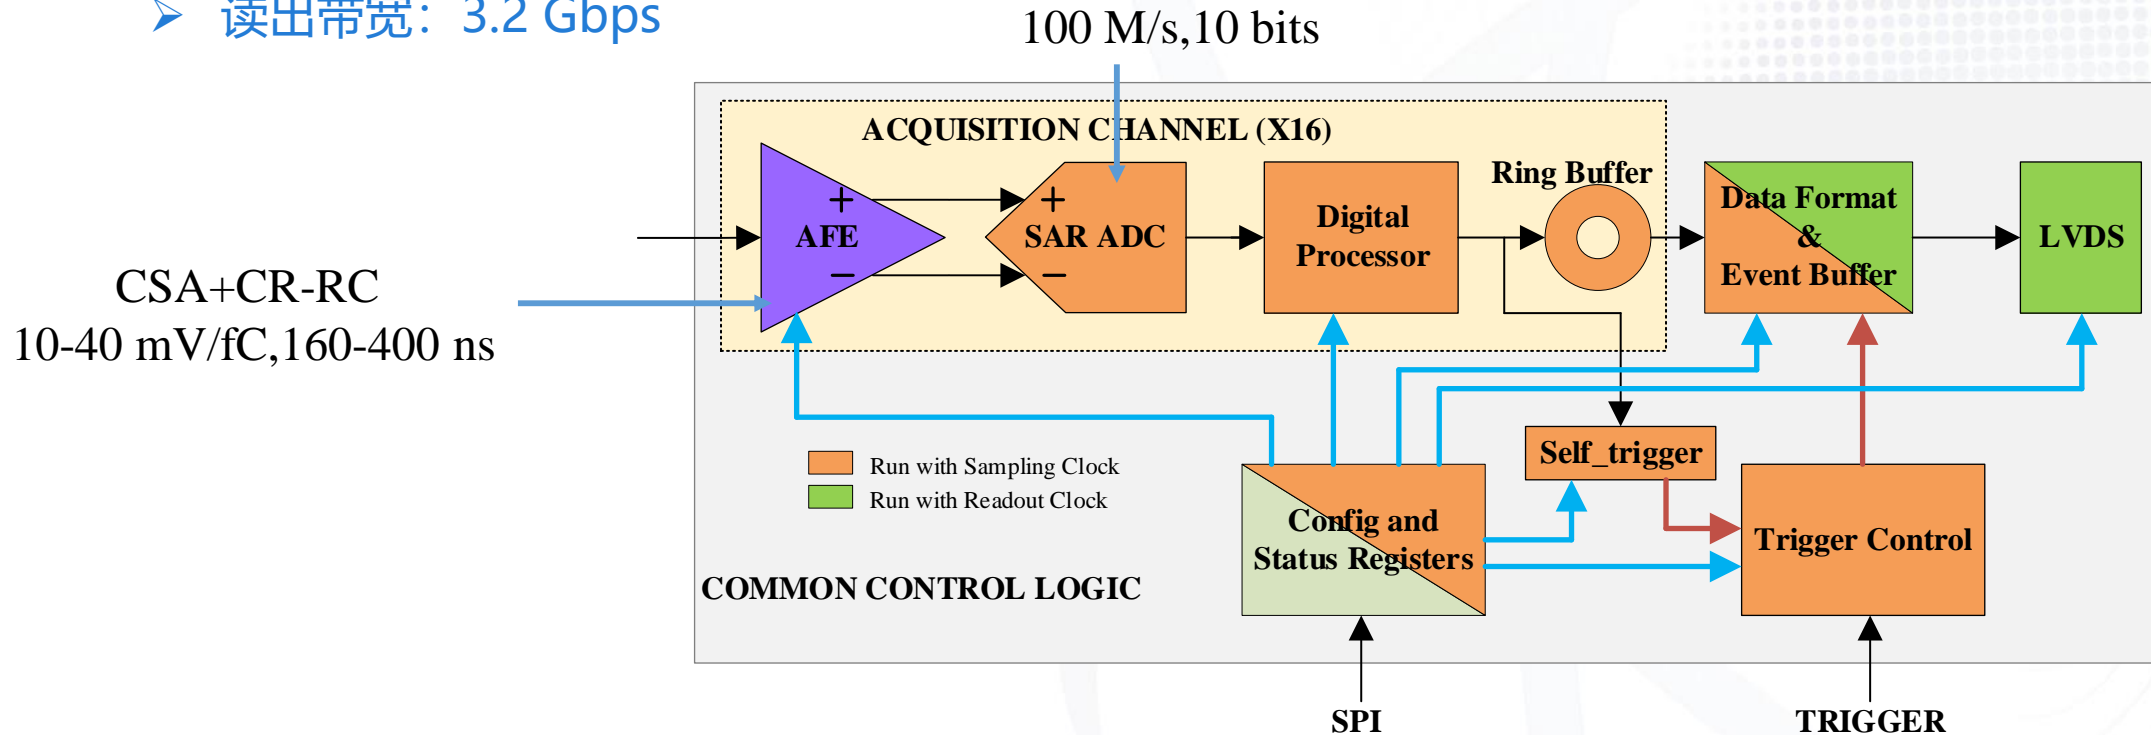 ➢ 读出带宽：3.2 Gbps
100 M/s,10 bits
ACQUISITION CHANNEL (X16)
Ring Buffer
AFE
SAR ADC
Digital
Processor
Data Format
&
Event Buffer
LVDS
CSA+CR-RC
10-40 mV/fC,160-400 ns
Run with Sampling Clock
Run with Readout Clock
Self_trigger
Config and
Status Registers
Trigger Control
COMMON CONTROL LOGIC
SPI
TRIGGER